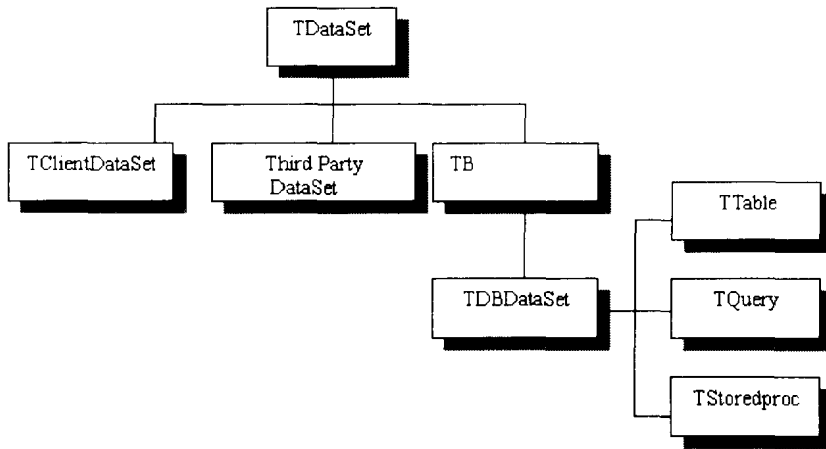 TDataSet
TClientDataSet
Third Party
DataSet
TB
TDBDataSet
TTable
TQuery
TStoredproc